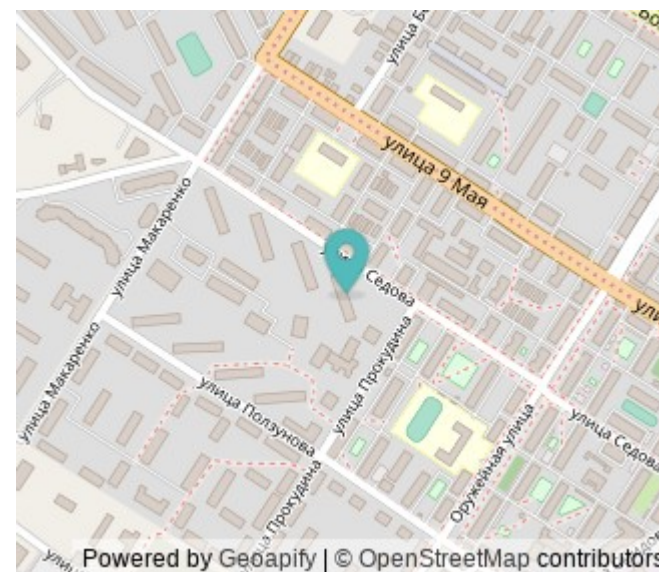 улица 9 Мая
улица Макаренко
Седова
улица Прокудина
улица Макаренко
улица Ползунова
улица Седова
Оружейная улица
улица Прокудина
Powered by Geoapify | © OpenStreetMap contributors